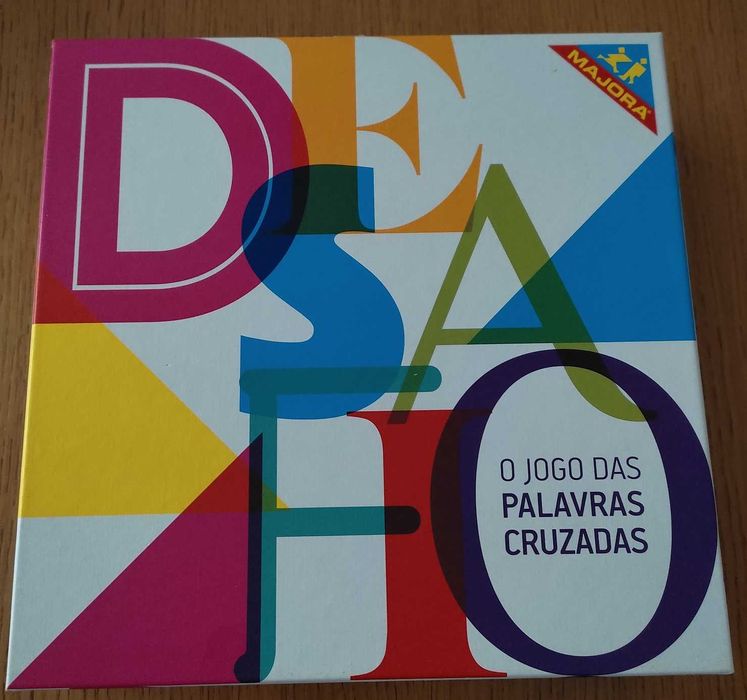 DESAFIO
MAJORA
O JOGO DAS
PALAVRAS
CRUZADAS